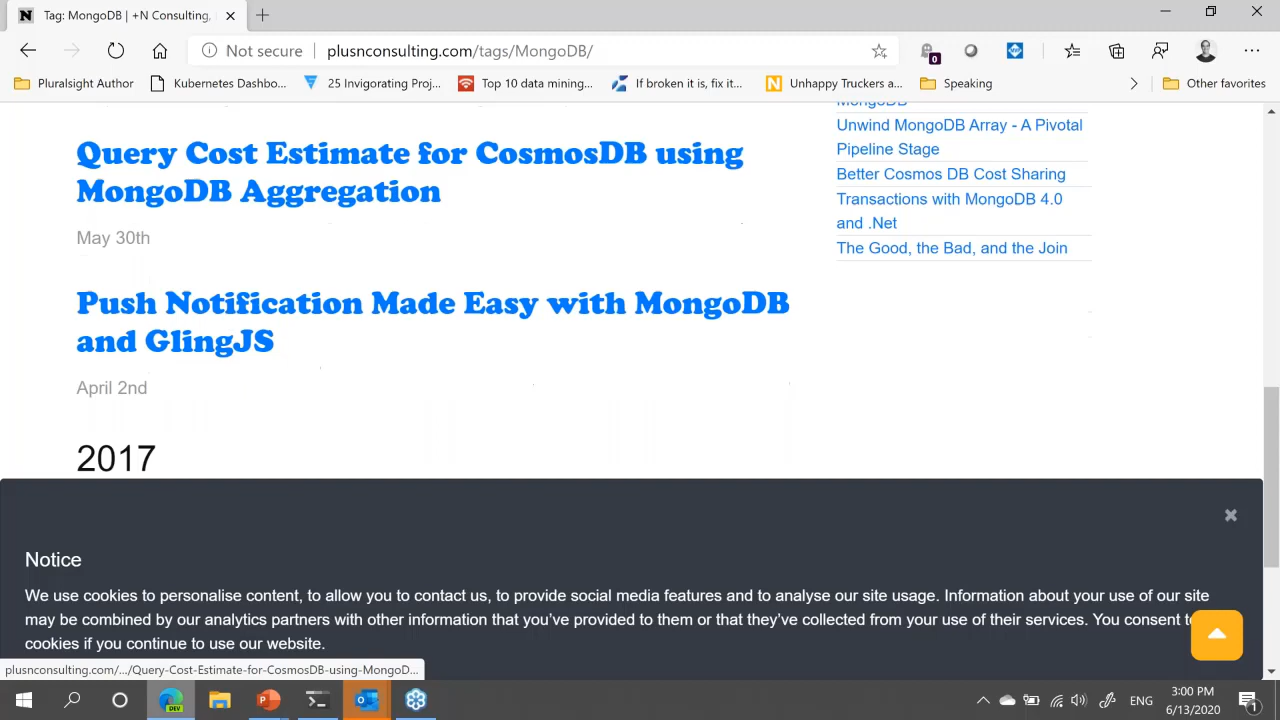 Tag: MongoDB | +N Consulting,
Not secure
plusnconsulting.com/tags/MongoDB/
0
Pluralsight Author
Kubernetes Dashbo...
25 Invigorating Proj...
Top 10 data mining...
If broken it is, fix it...
Unhappy Truckers a...
Speaking
Other favorites
Query Cost Estimate for CosmosDB using
MongoDB Aggregation
May 30th
Push Notification Made Easy with MongoDB
and GlingJS
April 2nd
2017
MongoDB
Unwind MongoDB Array - A Pivotal
Pipeline Stage
Better Cosmos DB Cost Sharing
Transactions with MongoDB 4.0
and .Net
The Good, the Bad, and the Join
Notice
We use cookies to personalise content, to allow you to contact us, to provide social media features and to analyse our site usage. Information about your use of our site
may be combined by our analytics partners with other information that you've provided to them or that they've collected from your use of their services. You consent t
cookies if you continue to use our website.
plusnconsulting.com/.../Query-Cost-Estimate-for-CosmosDB-using-MongoD...
DEV
ENG
3:00 PM
6/13/2020
1